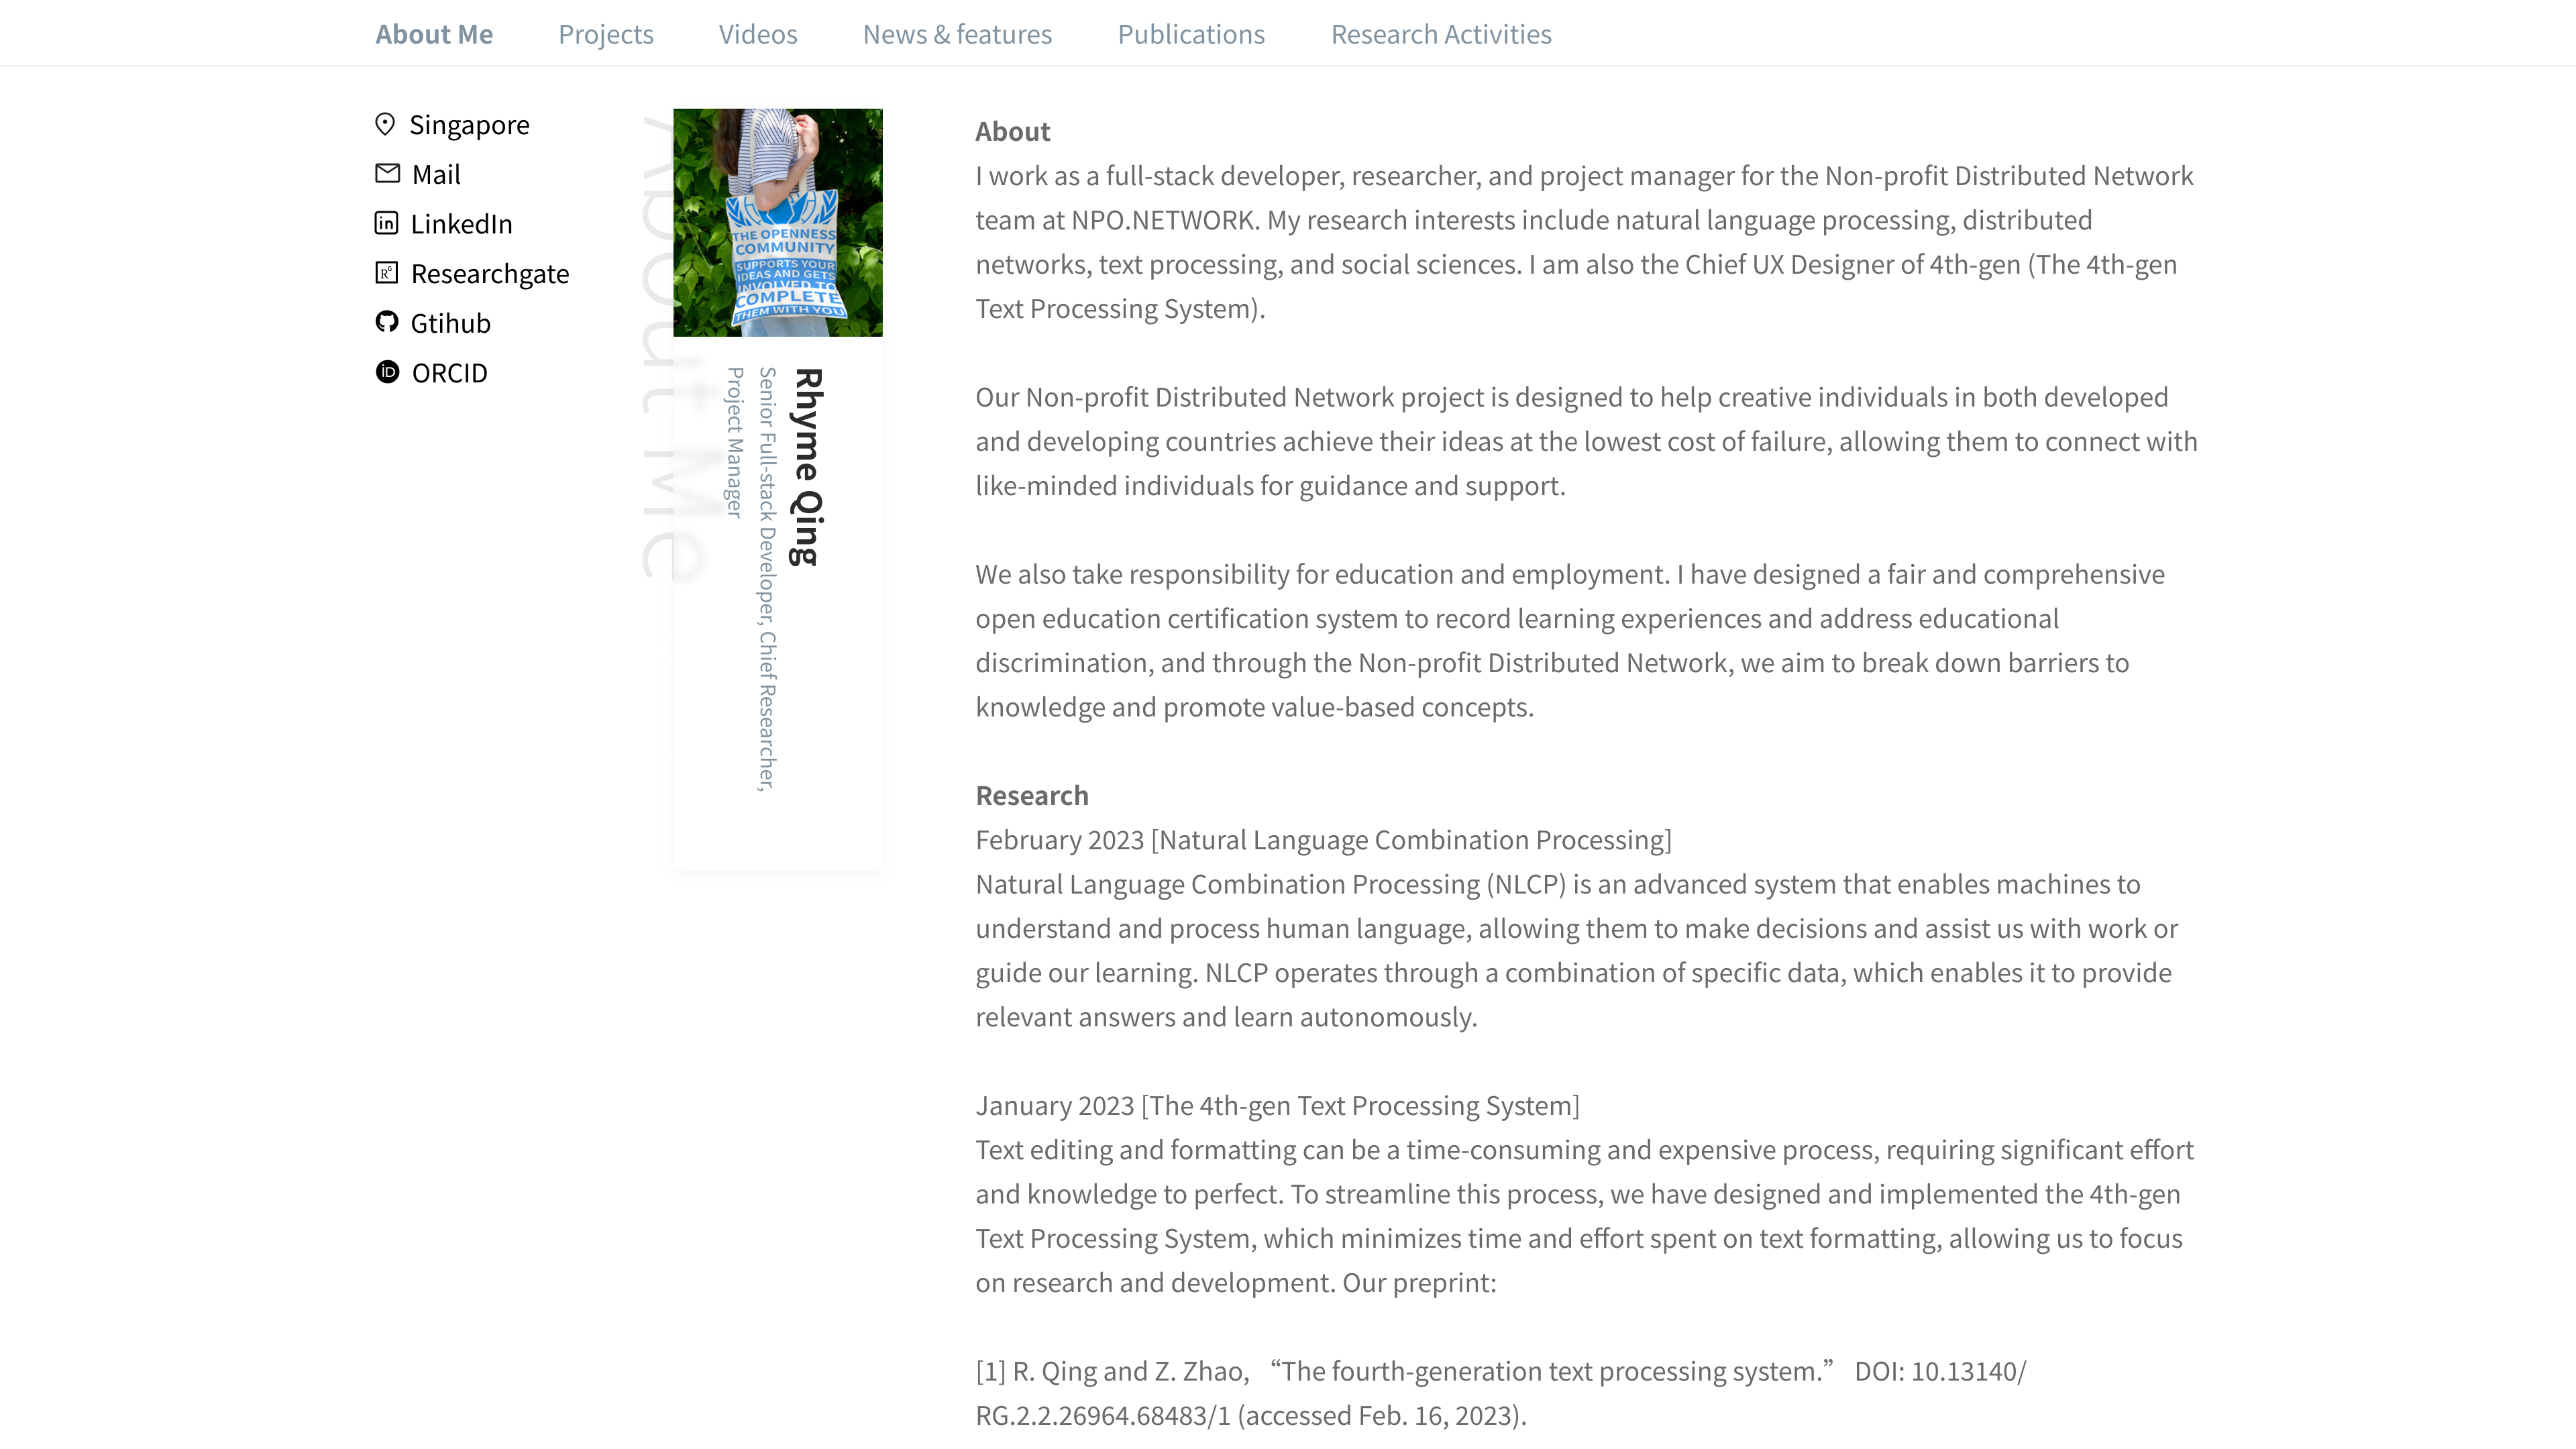 About Me
Projects
Videos
News & features
Publications
Research Activities
Singapore
Mail
LinkedIn
Researchgate
Gtihub
ORCID
About Me
THE OPENNESS
COMMUNITY
SUPPORTS YOUR
IDEAS AND GETS
INVOLVED TO
COMPLETE
THEM WITH YOU
Rhyme Qing
Senior Full-stack Developer, Chief Researcher,
Project Manager
About
I work as a full-stack developer, researcher, and project manager for the Non-profit Distributed Network
team at NPO.NETWORK. My research interests include natural language processing, distributed
networks, text processing, and social sciences. I am also the Chief UX Designer of 4th-gen (The 4th-gen
Text Processing System).
Our Non-profit Distributed Network project is designed to help creative individuals in both developed
and developing countries achieve their ideas at the lowest cost of failure, allowing them to connect with
like-minded individuals for guidance and support.
We also take responsibility for education and employment. I have designed a fair and comprehensive
open education certification system to record learning experiences and address educational
discrimination, and through the Non-profit Distributed Network, we aim to break down barriers to
knowledge and promote value-based concepts.
Research
February 2023 [Natural Language Combination Processing]
Natural Language Combination Processing (NLCP) is an advanced system that enables machines to
understand and process human language, allowing them to make decisions and assist us with work or
guide our learning. NLCP operates through a combination of specific data, which enables it to provide
relevant answers and learn autonomously.
January 2023 [The 4th-gen Text Processing System]
Text editing and formatting can be a time-consuming and expensive process, requiring significant effort
and knowledge to perfect. To streamline this process, we have designed and implemented the 4th-gen
Text Processing System, which minimizes time and effort spent on text formatting, allowing us to focus
on research and development. Our preprint:
[1] R. Qing and Z. Zhao, “The fourth-generation text processing system.” DOI: 10.13140/
RG.2.2.26964.68483/1 (accessed Feb. 16, 2023).